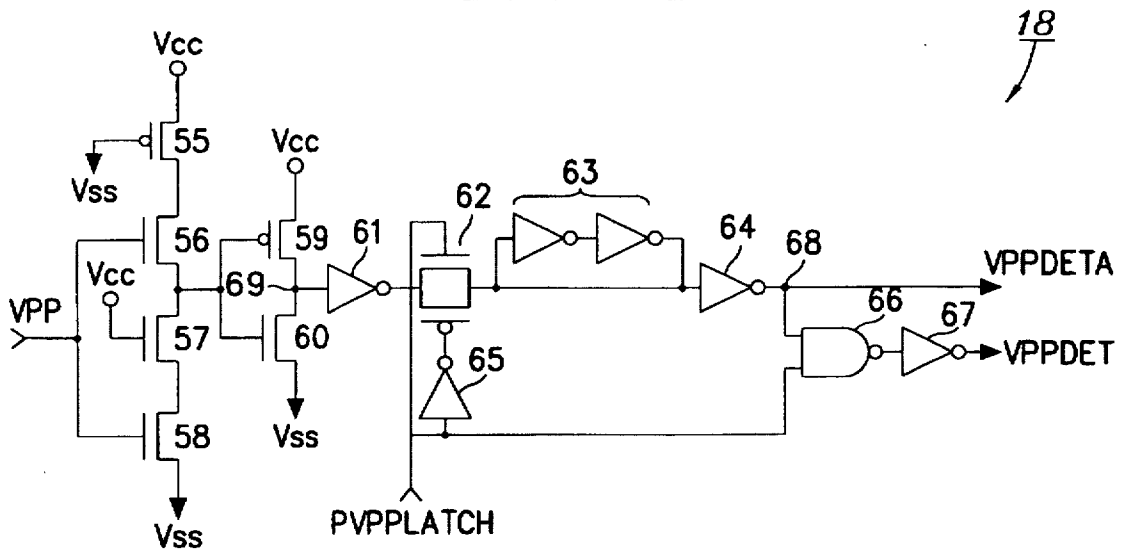 18
Vcc
55
Vss
Vcc
56
59
61
62
63
64
68
VPPDETA
Vcc
69
66
67
VPP
57
60
VPPDET
65
58
Vss
Vss
PVPPLATCH